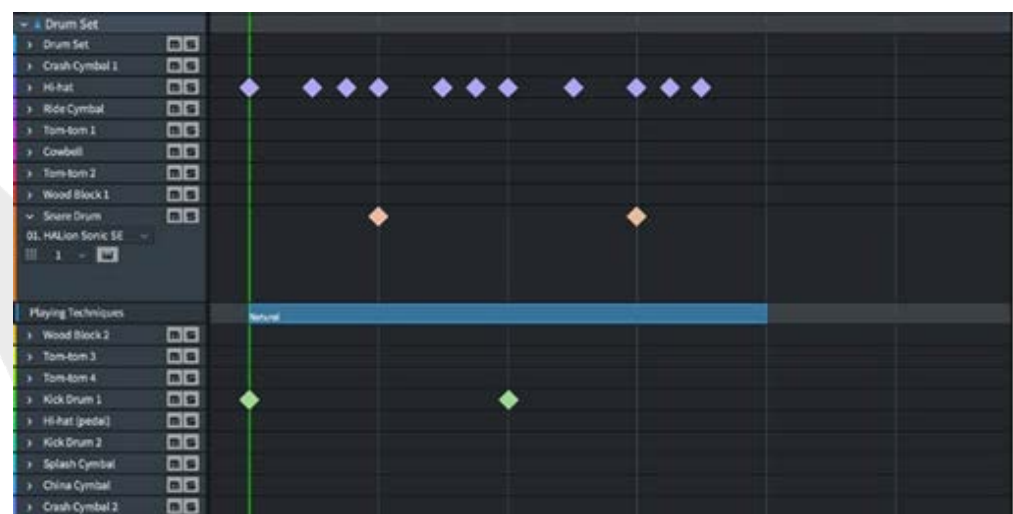 Drum Set
Drum Set m s
Crash Cymbal 1 m s
Hi-hat m s
Ride Cymbal m s
Tom-tom 1 m s
Cowbell m s
Tom-tom 2 m s
Wood Block 1 m s
Snare Drum m s
01. HALion Sonic SE
1
Playing Techniques Natural
Wood Block 2 m s
Tom-tom 3 m s
Tom-tom 4 m s
Kick Drum 1 m s
Hi-hat [pedal] m s
Kick Drum 2 m s
Splash Cymbal m s
China Cymbal m s
Crash Cymbal 2 m s